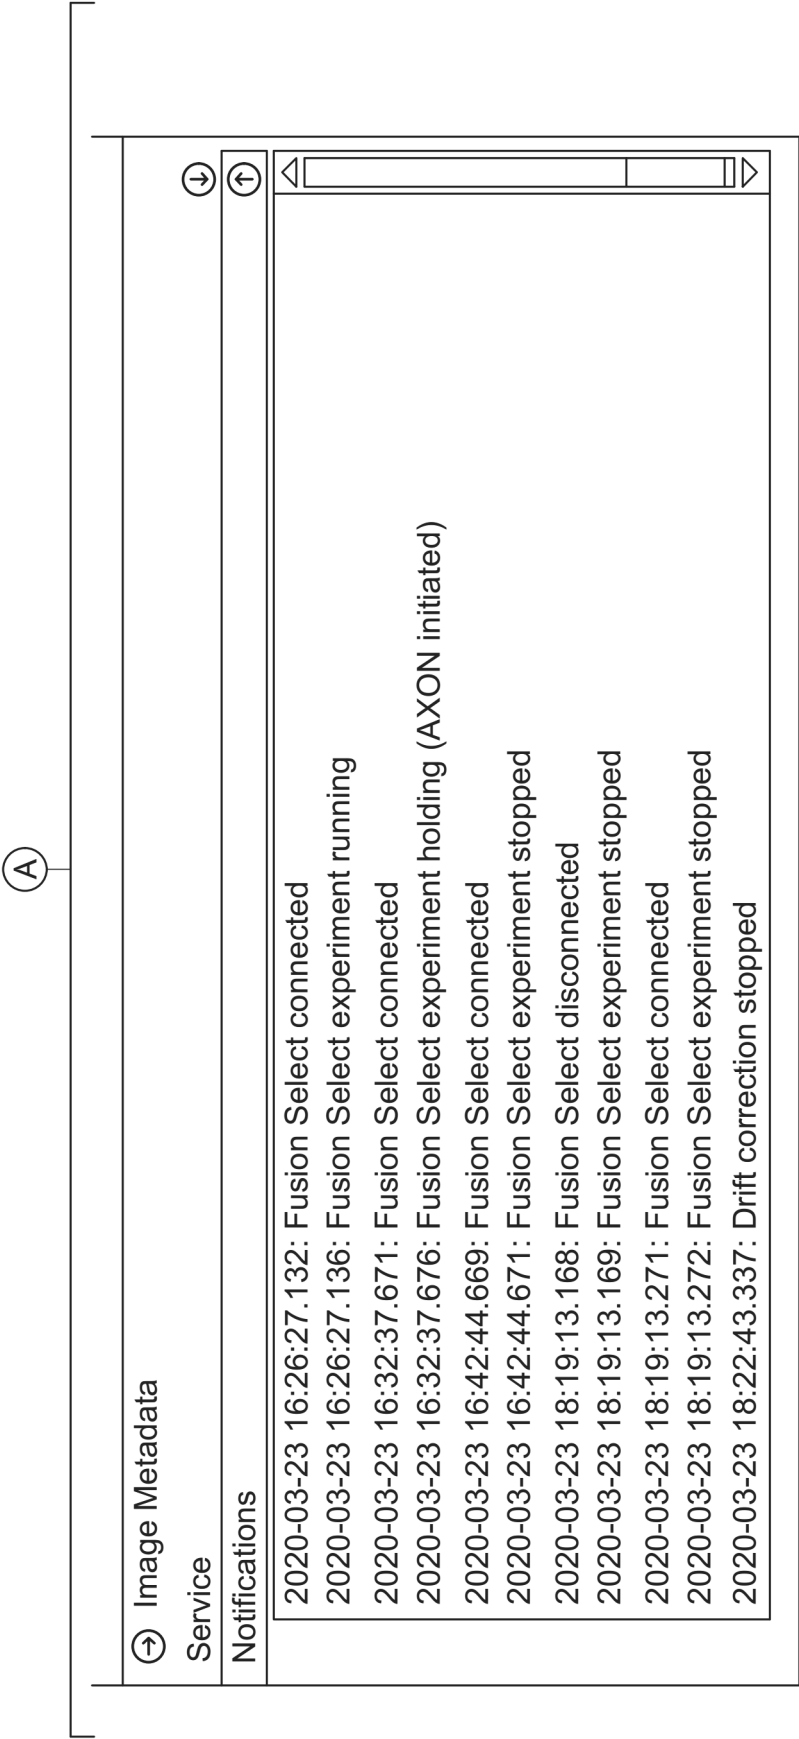 A
Image Metadata
Service
Notifications
2020-03-23 16:26:27.132: Fusion Select connected
2020-03-23 16:26:27.136: Fusion Select experiment running
2020-03-23 16:32:37.671: Fusion Select connected
2020-03-23 16:32:37.676: Fusion Select experiment holding (AXON initiated)
2020-03-23 16:42:44.669: Fusion Select connected
2020-03-23 16:42:44.671: Fusion Select experiment stopped
2020-03-23 18:19:13.168: Fusion Select disconnected
2020-03-23 18:19:13.169: Fusion Select experiment stopped
2020-03-23 18:19:13.271: Fusion Select connected
2020-03-23 18:19:13.272: Fusion Select experiment stopped
2020-03-23 18:22:43.337: Drift correction stopped